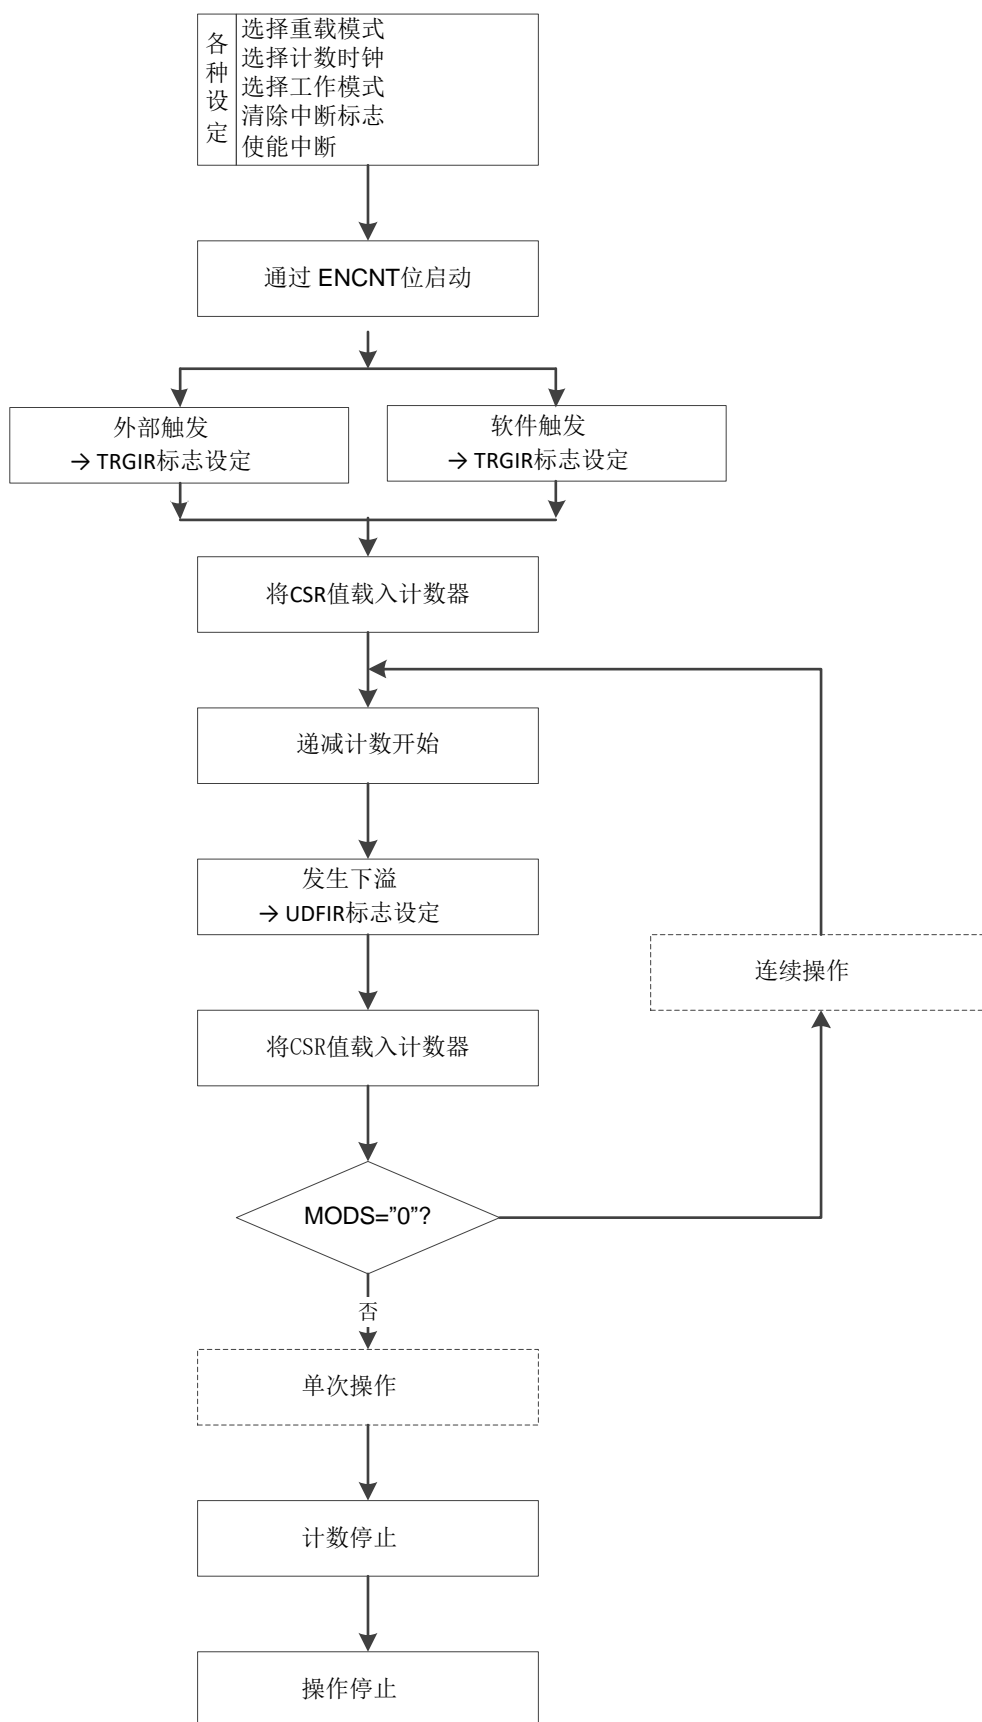 各种设定
选择重载模式
选择计数时钟
选择工作模式
清除中断标志
使能中断
通过 ENCNT位启动
外部触发
→ TRGIR标志设定
软件触发
→ TRGIR标志设定
将CSR值载入计数器
递减计数开始
发生下溢
→ UDFIR标志设定
连续操作
将CSR值载入计数器
MODS=”0”?
否
单次操作
计数停止
操作停止